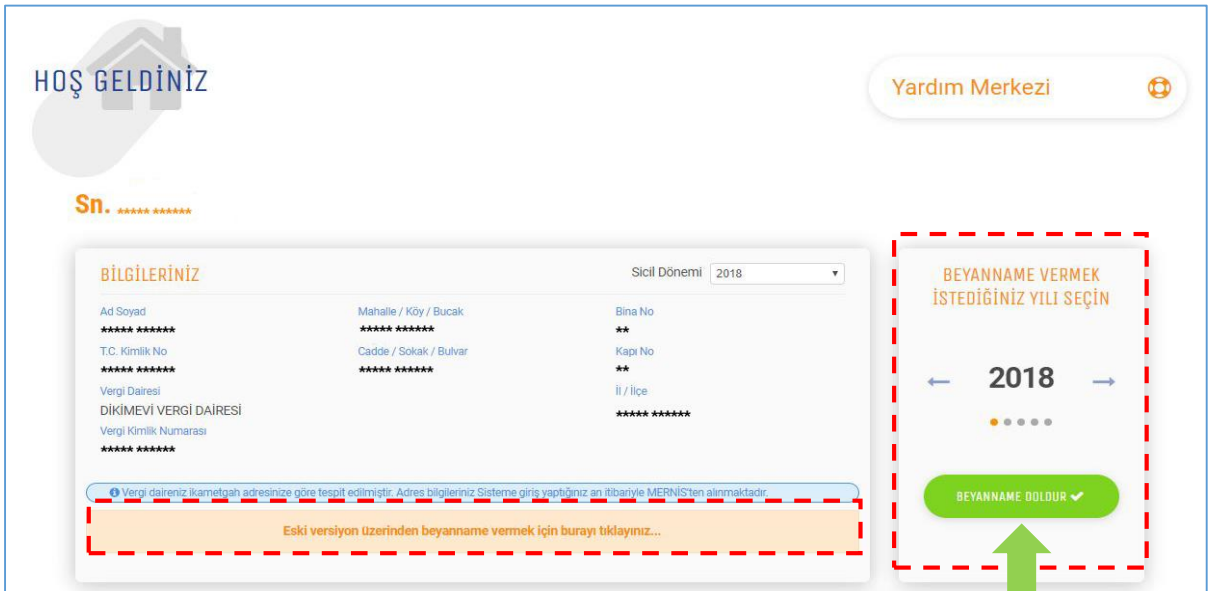 HOŞ GELDİNİZ
Yardım Merkezi
Sn. ***** ******
BİLGİLERİNİZ
Sicil Dönemi 2018
Ad Soyad
***** ******
Mahalle / Köy / Bucak
***** ******
Bina No
**
T.C. Kimlik No
***** ******
Cadde / Sokak / Bulvar
***** ******
Kapı No
**
Vergi Dairesi
DİKİMEVİ VERGİ DAİRESİ
İl / İlçe
***** ******
Vergi Kimlik Numarası
***** ******
Vergi daireniz ikametgah adresinize göre tespit edilmiştir. Adres bilgileriniz Sisteme giriş yaptığınız an itibariyle MERNİS'ten alınmaktadır.
Eski versiyon üzerinden beyanname vermek için burayı tıklayınız...
BEYANNAME VERMEK
İSTEDİĞİNİZ YILI SEÇİN
← 2018 →
BEYANNAME DOLDUR ✔